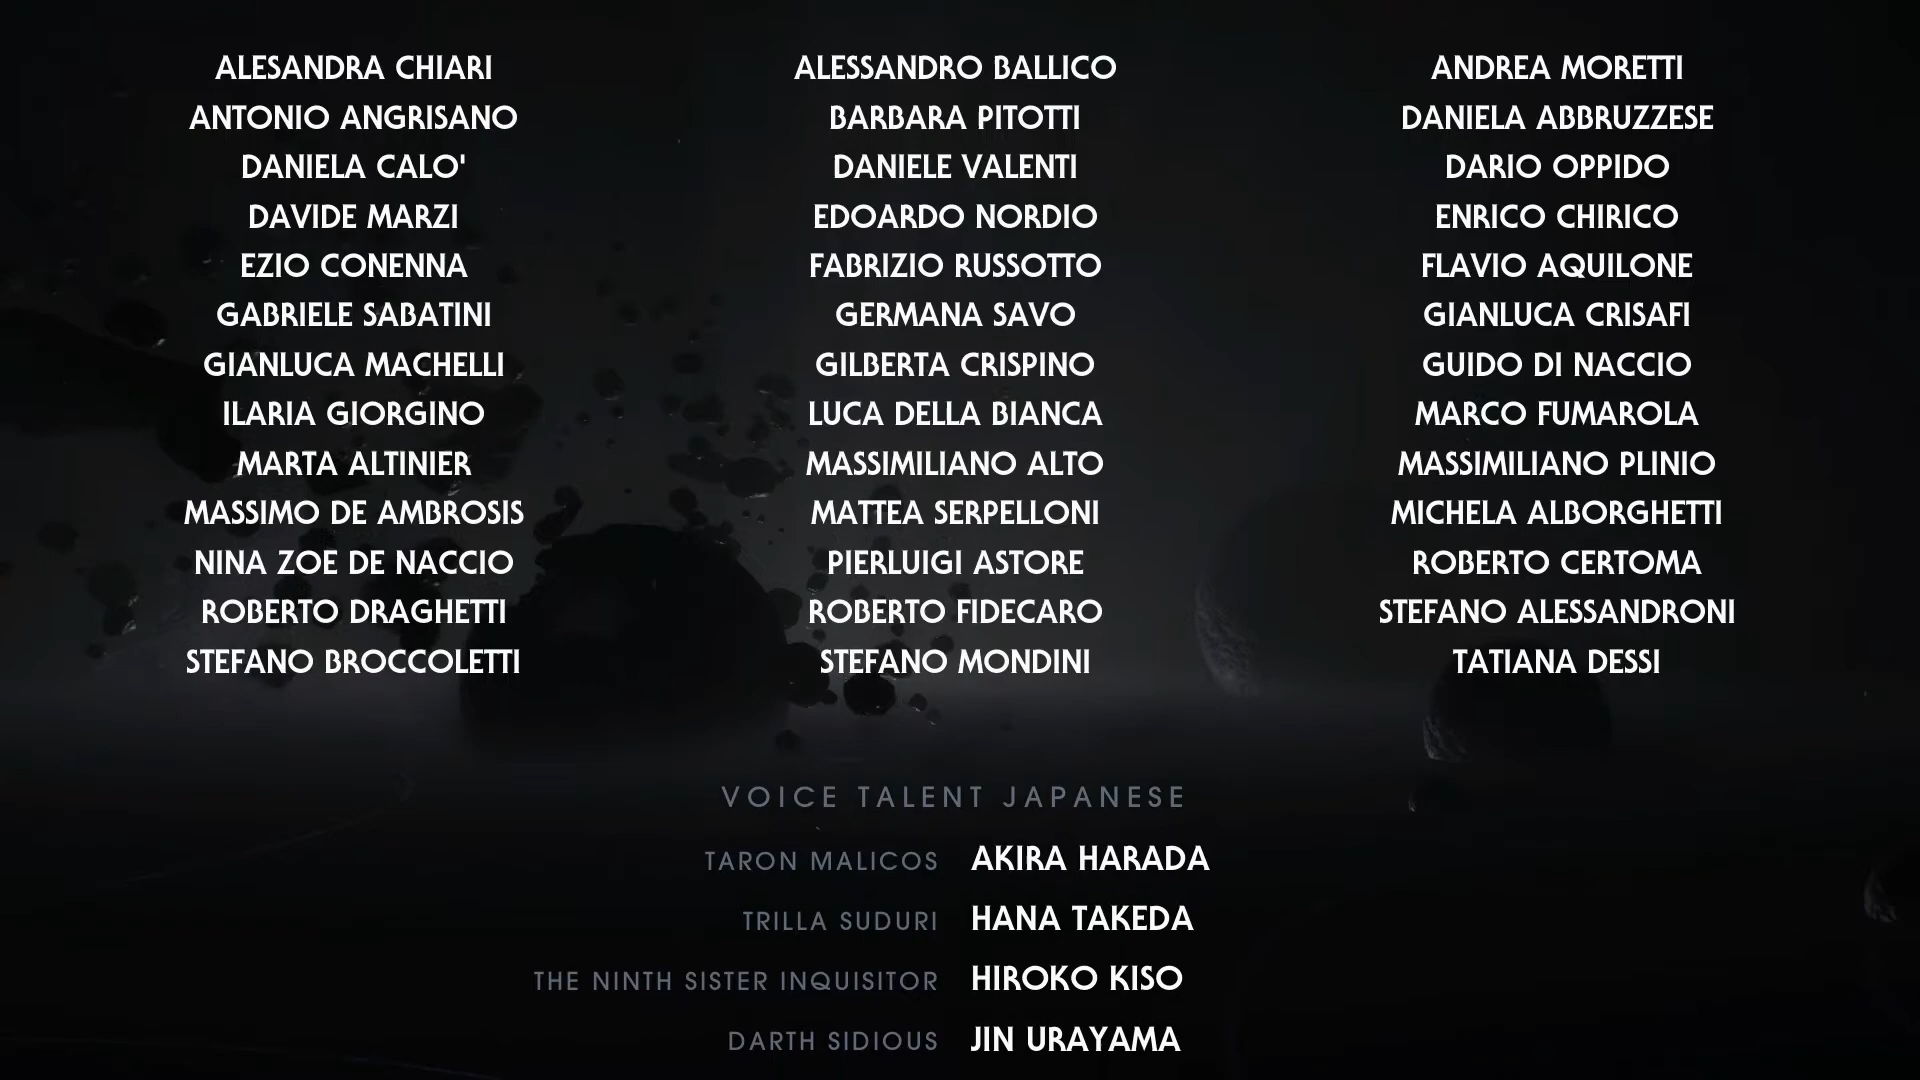 ALESANDRA CHIARI ALESSANDRO BALLICO ANDREA MORETTI
ANTONIO ANGRISANO BARBARA PITOTTI DANIELA ABBRUZZESE
DANIELA CALO' DANIELE VALENTI DARIO OPPIDO
DAVIDE MARZI EDOARDO NORDIO ENRICO CHIRICO
EZIO CONENNA FABRIZIO RUSSOTTO FLAVIO AQUILONE
GABRIELE SABATINI GERMANA SAVO GIANLUCA CRISAFI
GIANLUCA MACHELLI GILBERTA CRISPINO GUIDO DI NACCIO
ILARIA GIORGINO LUCA DELLA BIANCA MARCO FUMAROLA
MARTA ALTINIER MASSIMILIANO ALTO MASSIMILIANO PLINIO
MASSIMO DE AMBROSIS MATTEA SERPELLONI MICHELA ALBORGHETTI
NINA ZOE DE NACCIO PIERLUIGI ASTORE ROBERTO CERTOMA
ROBERTO DRAGHETTI ROBERTO FIDECARO STEFANO ALESSANDRONI
STEFANO BROCCOLETTI STEFANO MONDINI TATIANA DESSI
VOICE TALENT JAPANESE
TARON MALICOS AKIRA HARADA
TRILLA SUDURI HANA TAKEDA
THE NINTH SISTER INQUISITOR HIROKO KISO
DARTH SIDIOUS JIN URAYAMA